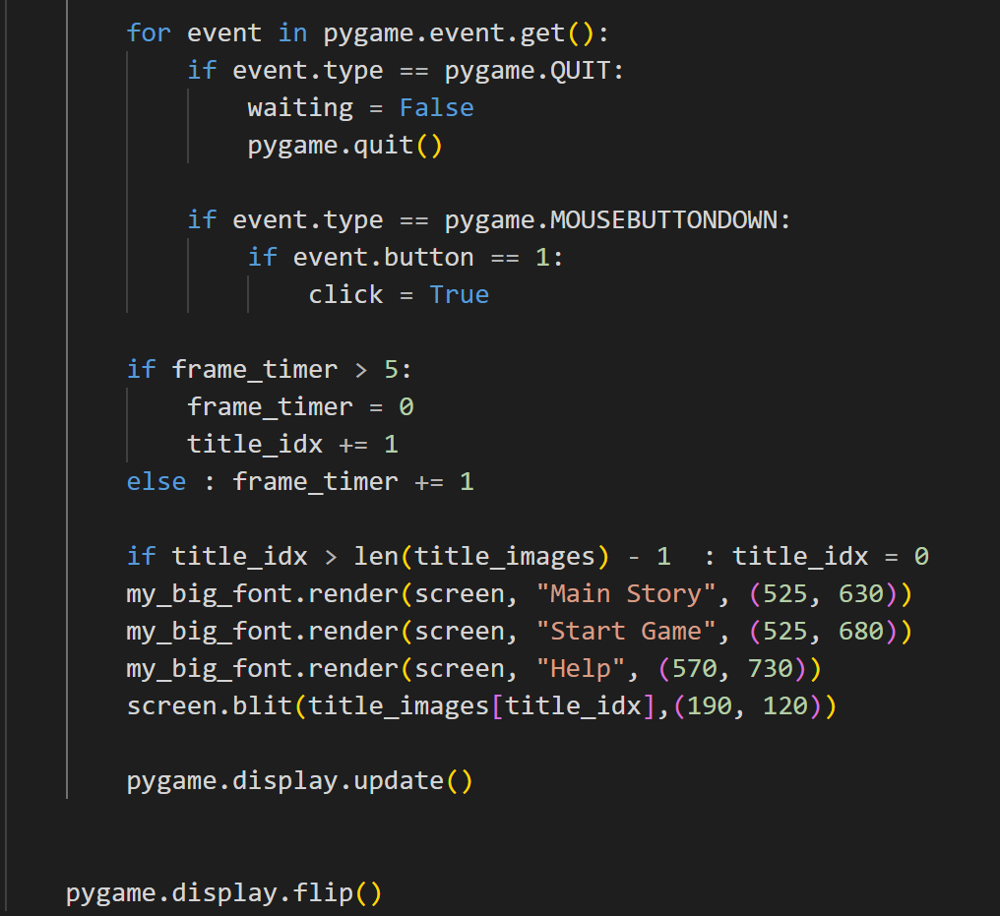 for event in pygame.event.get():
if event.type == pygame.QUIT:
waiting = False
pygame.quit()
if event.type == pygame.MOUSEBUTTONDOWN:
if event.button == 1:
click = True
if frame_timer > 5:
frame_timer = 0
title_idx += 1
else : frame_timer += 1
if title_idx > len(title_images) - 1  : title_idx = 0
my_big_font.render(screen, "Main Story", (525, 630))
my_big_font.render(screen, "Start Game", (525, 680))
my_big_font.render(screen, "Help", (570, 730))
screen.blit(title_images[title_idx],(190, 120))
pygame.display.update()
pygame.display.flip()